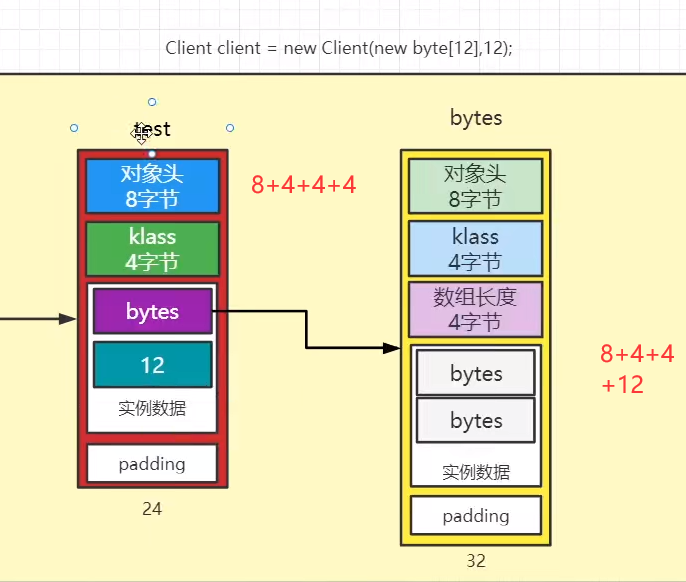 Client client = new Client(new byte[12],12);
test
对象头
8字节
klass
4字节
bytes
12
实例数据
padding
24
8+4+4+4
bytes
对象头
8字节
klass
4字节
数组长度
4字节
bytes
bytes
实例数据
padding
32
8+4+4
+12